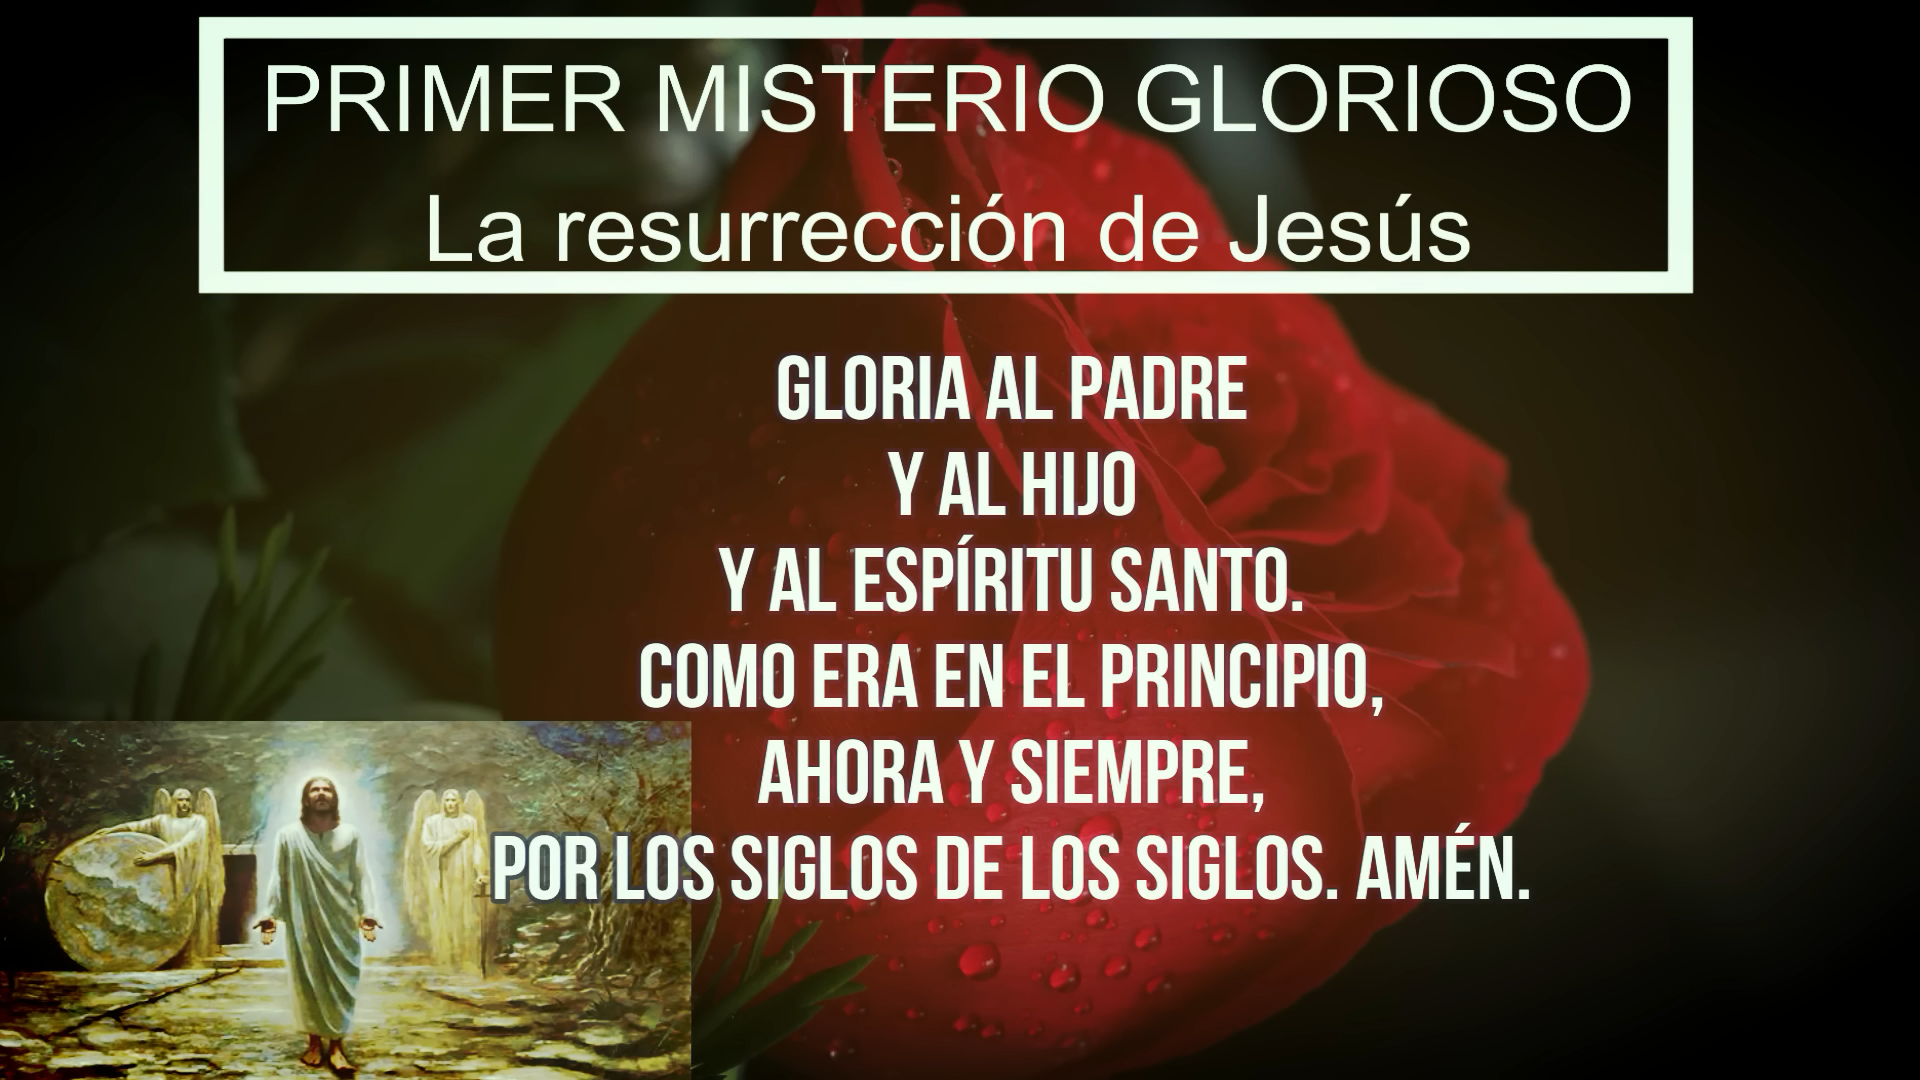 PRIMER MISTERIO GLORIOSO
La resurrección de Jesús
GLORIA AL PADRE
Y AL HIJO
Y AL ESPÍRITU SANTO.
COMO ERA EN EL PRINCIPIO,
AHORA Y SIEMPRE,
POR LOS SIGLOS DE LOS SIGLOS. AMÉN.